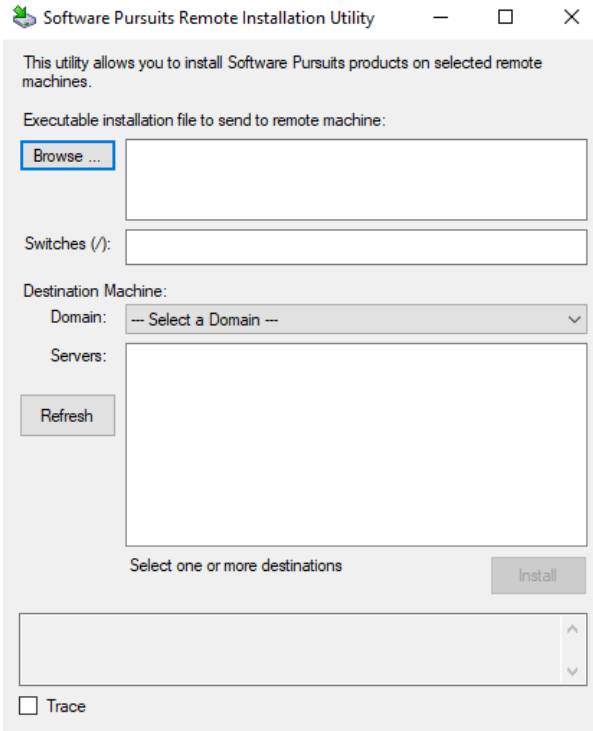 Software Pursuits Remote Installation Utility
This utility allows you to install Software Pursuits products on selected remote
machines.
Executable installation file to send to remote machine:
Browse ...
Switches (/):
Destination Machine:
Domain:
--- Select a Domain ---
Servers:
Refresh
Select one or more destinations
Install
Trace